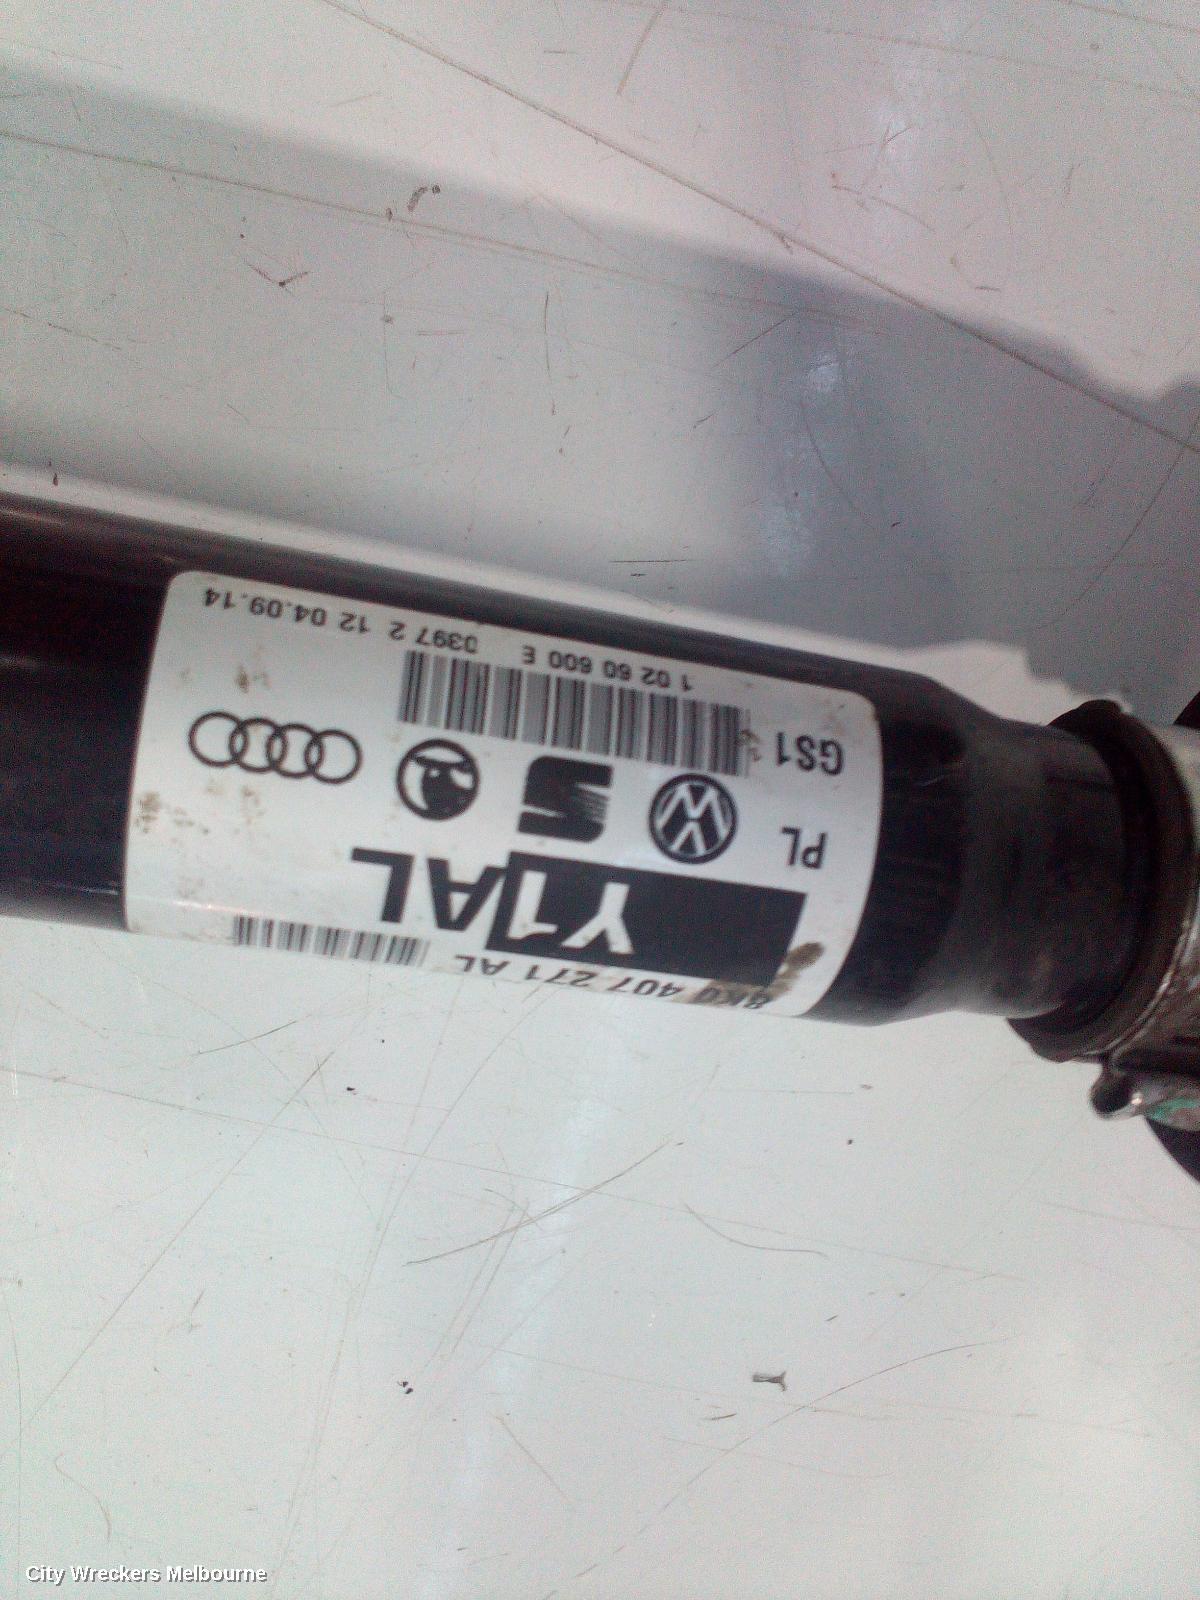 8K0 407 271 AL
Y1AL
PL
GS1
1 02 60 600 E 0397 2 12 04.09.14
City Wreckers Melbourne